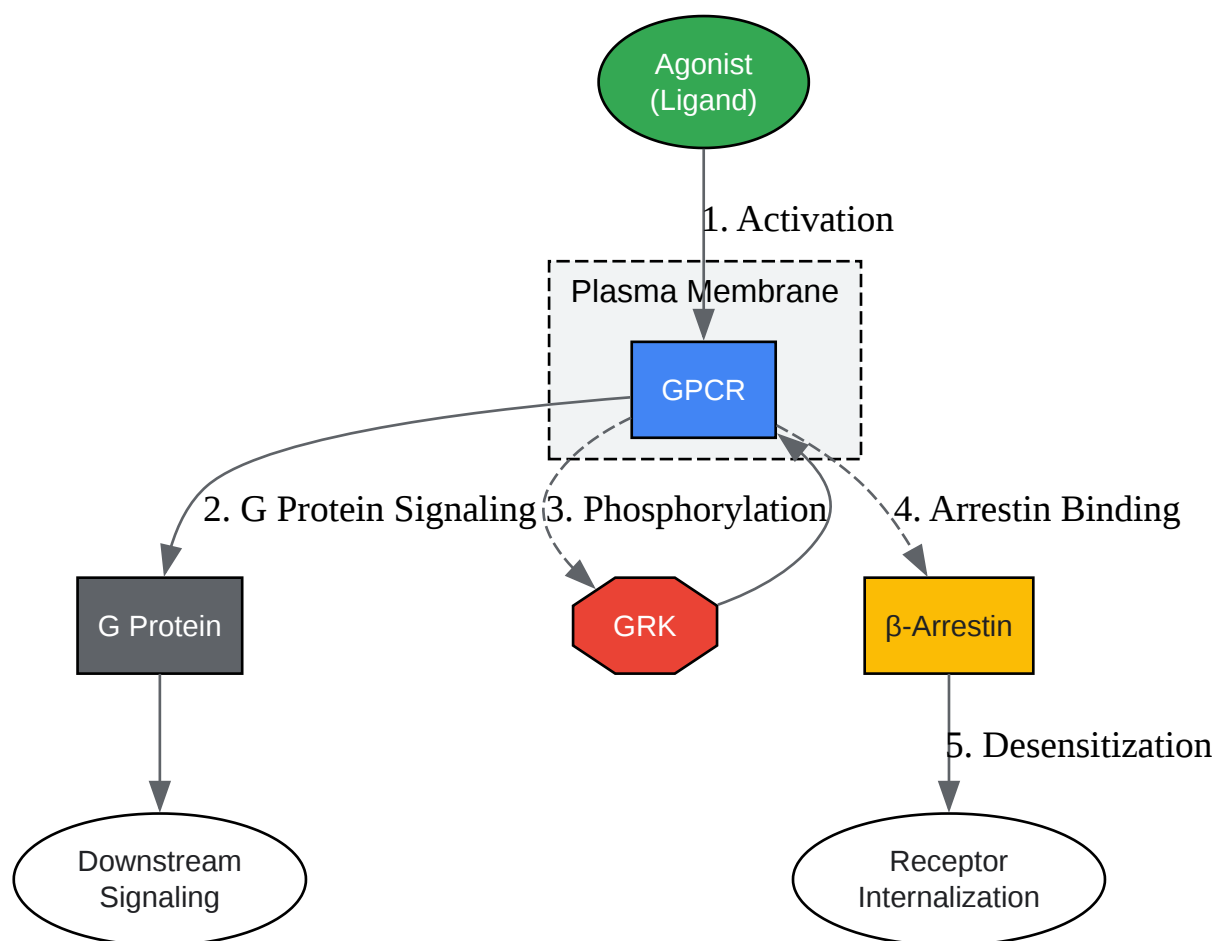 Agonist
(Ligand)
1. Activation
Plasma Membrane
GPCR
2. G Protein Signaling
3. Phosphorylation
4. Arrestin Binding
G Protein
GRK
β-Arrestin
5. Desensitization
Downstream
Signaling
Receptor
Internalization